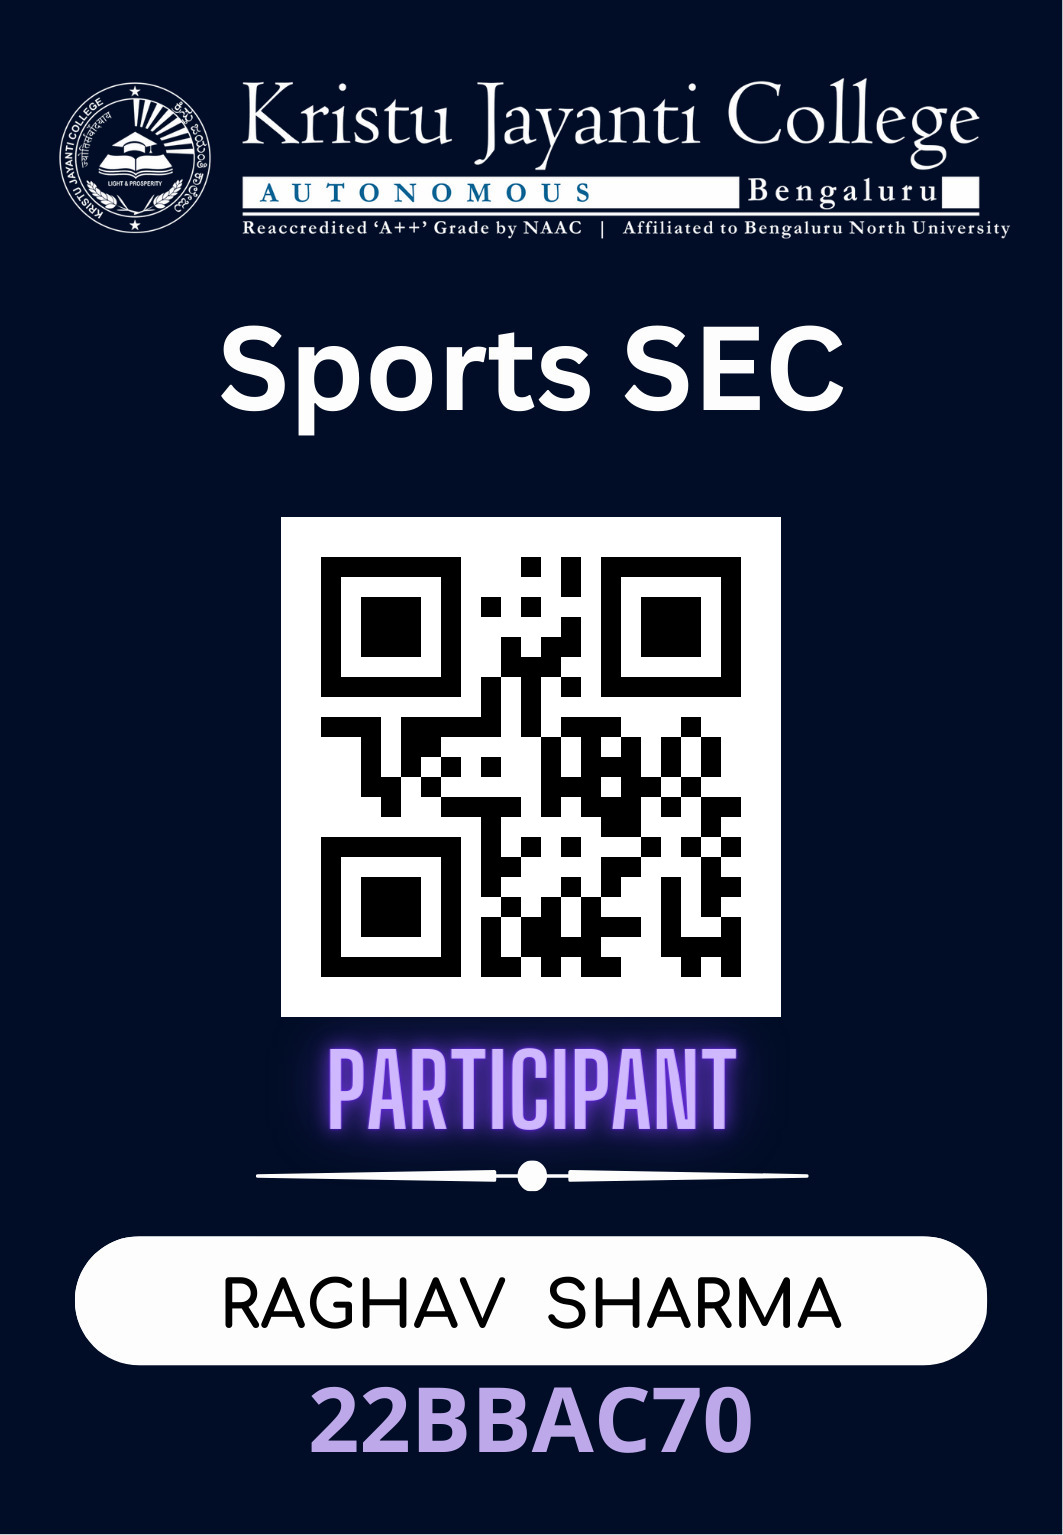 KRISTU JAYANTI COLLEGE
ज्योतिसंवादध्याय
LIGHT & PROSPERITY
Kristu Jayanti College
AUTONOMOUS Bengaluru
Reaccredited ‘A++’ Grade by NAAC | Affiliated to Bengaluru North University
Sports SEC
PARTICIPANT
RAGHAV SHARMA
22BBAC70